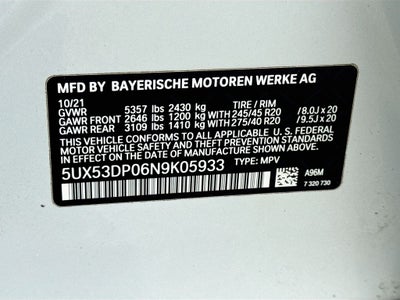 MFD BY BAYERISCHE MOTOREN WERKE AG
10/21
GVWR 5357 lbs 2430 kg TIRE / RIM
GAWR FRONT 2646 lbs 1200 kg WITH 245/45 R20 / 8.0J x 20
GAWR REAR 3109 lbs 1410 kg WITH 275/40 R20 / 9.5J x 20
THIS VEHICLE CONFORMS TO ALL APPLICABLE U.S. FEDERAL
MOTOR VEHICLE SAFETY
STANDARDS IN EFFECT ON THE DATE OF MANUFACTURE SHOWN ABOVE.
5UX53DP06N9K05933 TYPE: MPV
A96M
7 320 730